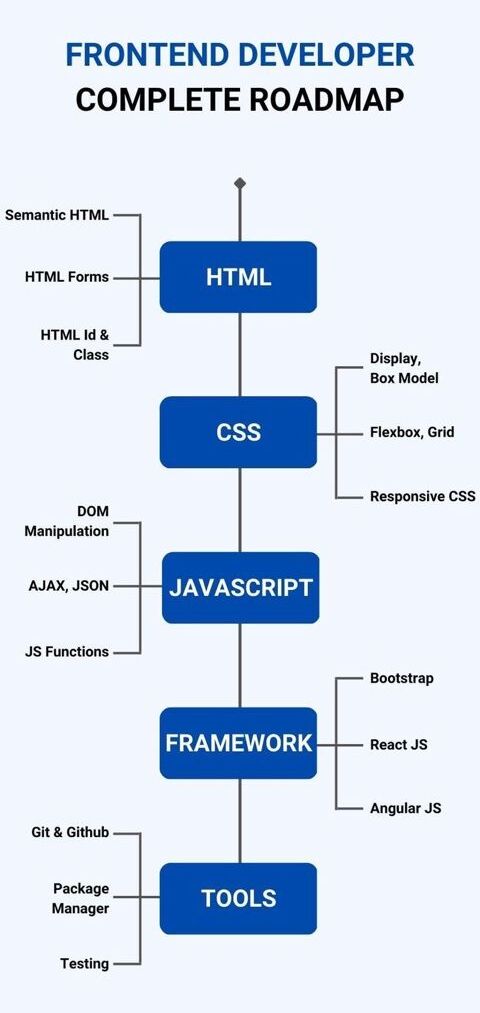 FRONTEND DEVELOPER
COMPLETE ROADMAP
Semantic HTML
HTML Forms
HTML Id &
Class
HTML
Display,
Box Model
Flexbox, Grid
Responsive CSS
CSS
DOM
Manipulation
AJAX, JSON
JS Functions
JAVASCRIPT
Bootstrap
React JS
Angular JS
FRAMEWORK
Git & Github
Package
Manager
Testing
TOOLS